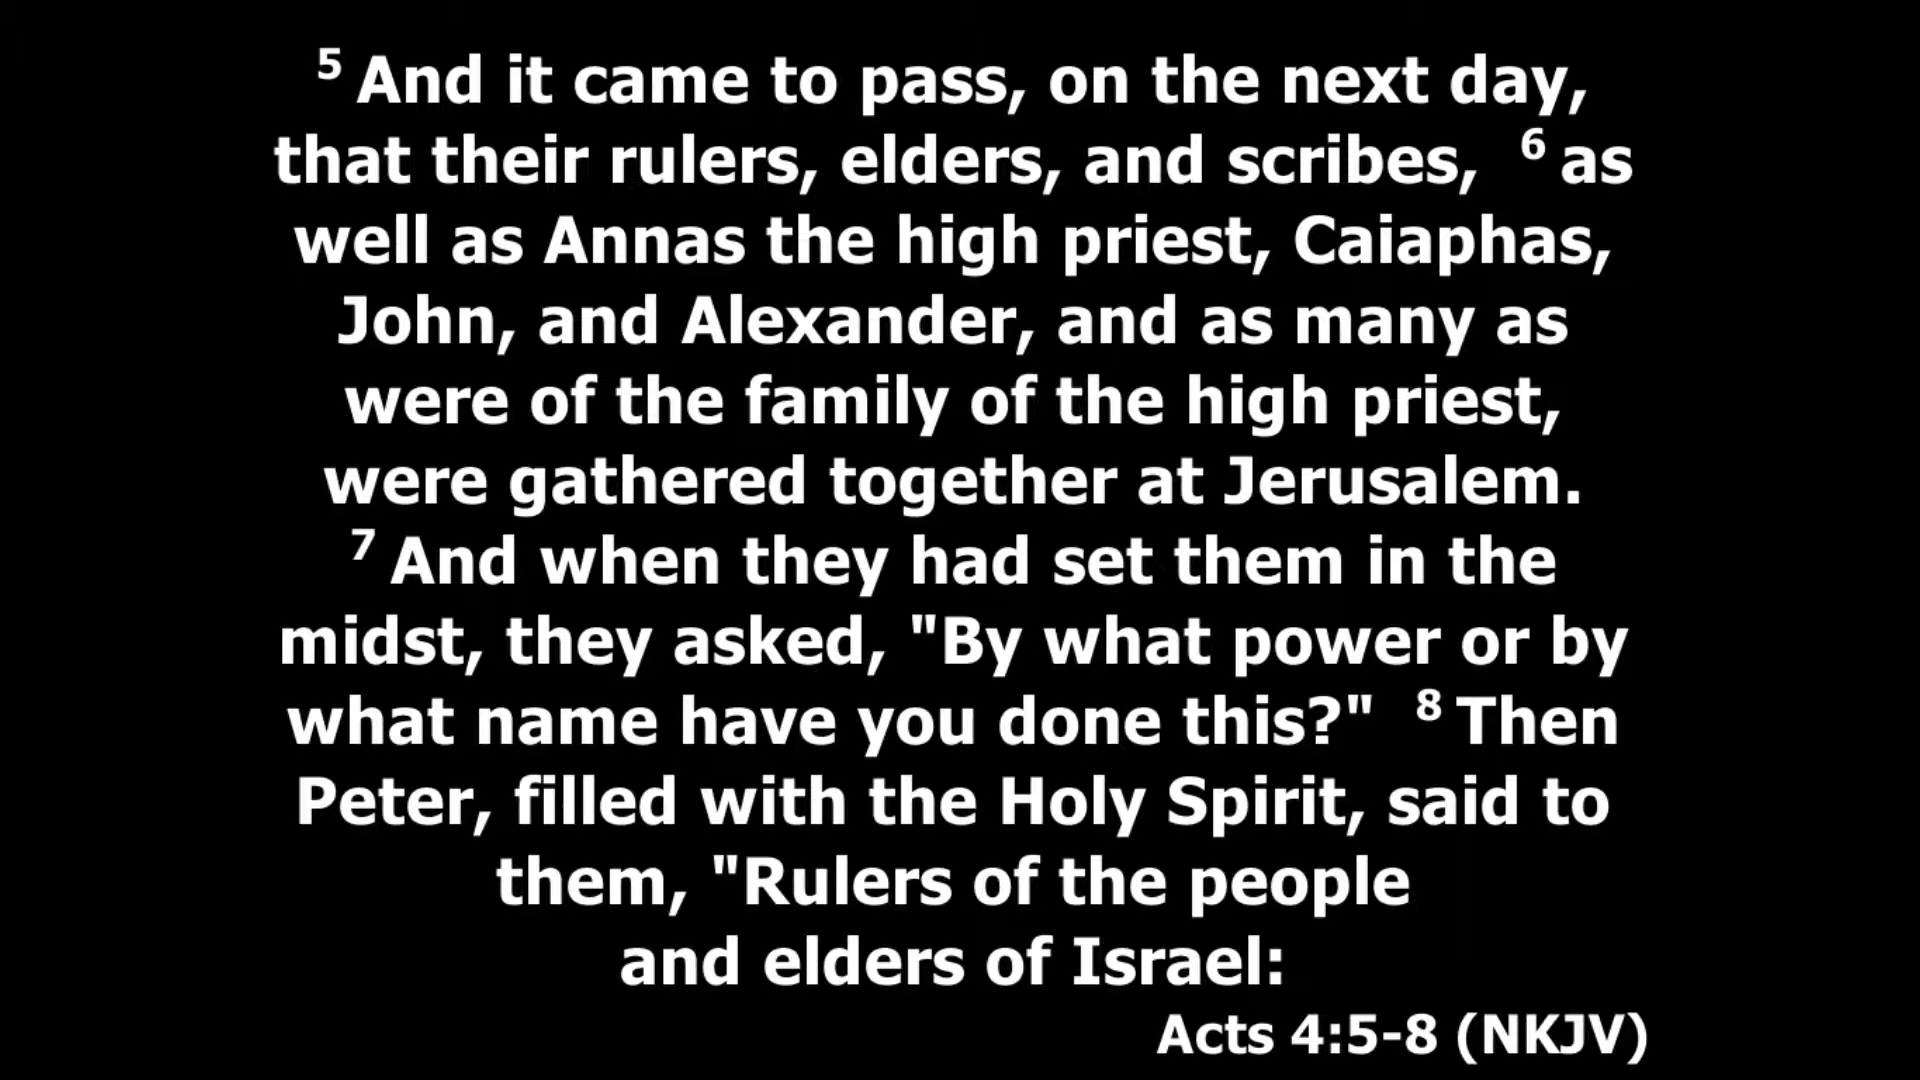 5 And it came to pass, on the next day,
that their rulers, elders, and scribes, 6 as
well as Annas the high priest, Caiaphas,
John, and Alexander, and as many as
were of the family of the high priest,
were gathered together at Jerusalem.
7 And when they had set them in the
midst, they asked, "By what power or by
what name have you done this?" 8 Then
Peter, filled with the Holy Spirit, said to
them, "Rulers of the people
and elders of Israel:
Acts 4:5-8 (NKJV)